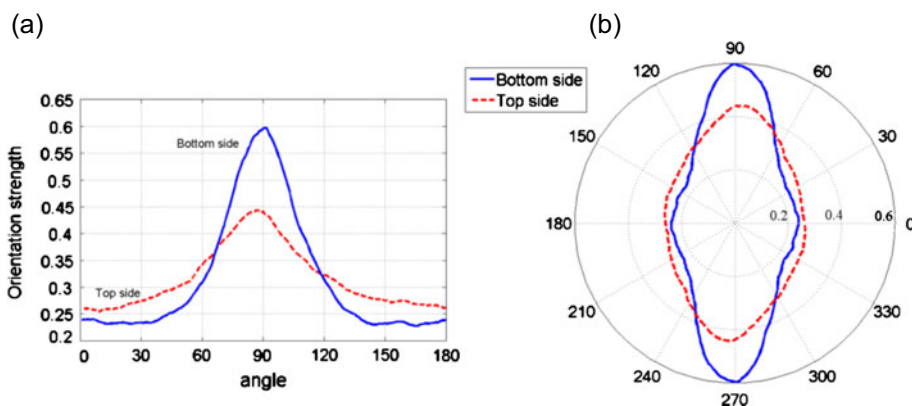 (a)
(b)
Bottom side
Top side
Orientation strength
0.65
0.6
0.55
0.5
0.45
0.4
0.35
0.3
0.25
0.2
Bottom side
Top side
0 30 60 90 120 150 180
angle
90
120 60
150 30
180 0.2 0.4 0.6 0
210 330
240 300
270